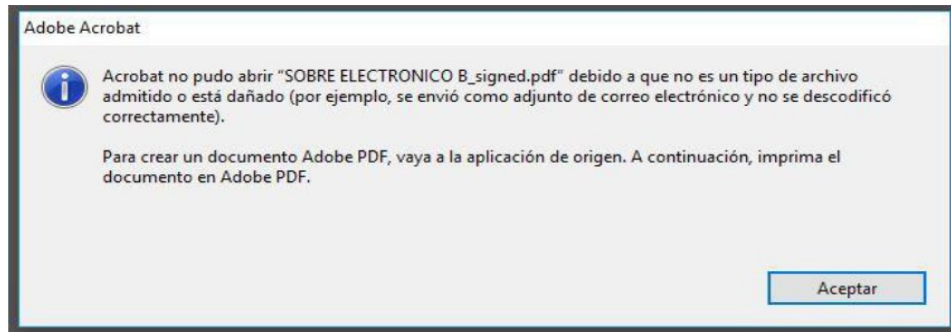 Adobe Acrobat
Acrobat no pudo abrir "SOBRE ELECTRONICO B_signed.pdf" debido a que no es un tipo de archivo
admitido o está dañado (por ejemplo, se envió como adjunto de correo electrónico y no se descodificó
correctamente).
Para crear un documento Adobe PDF, vaya a la aplicación de origen. A continuación, imprima el
documento en Adobe PDF.
Aceptar